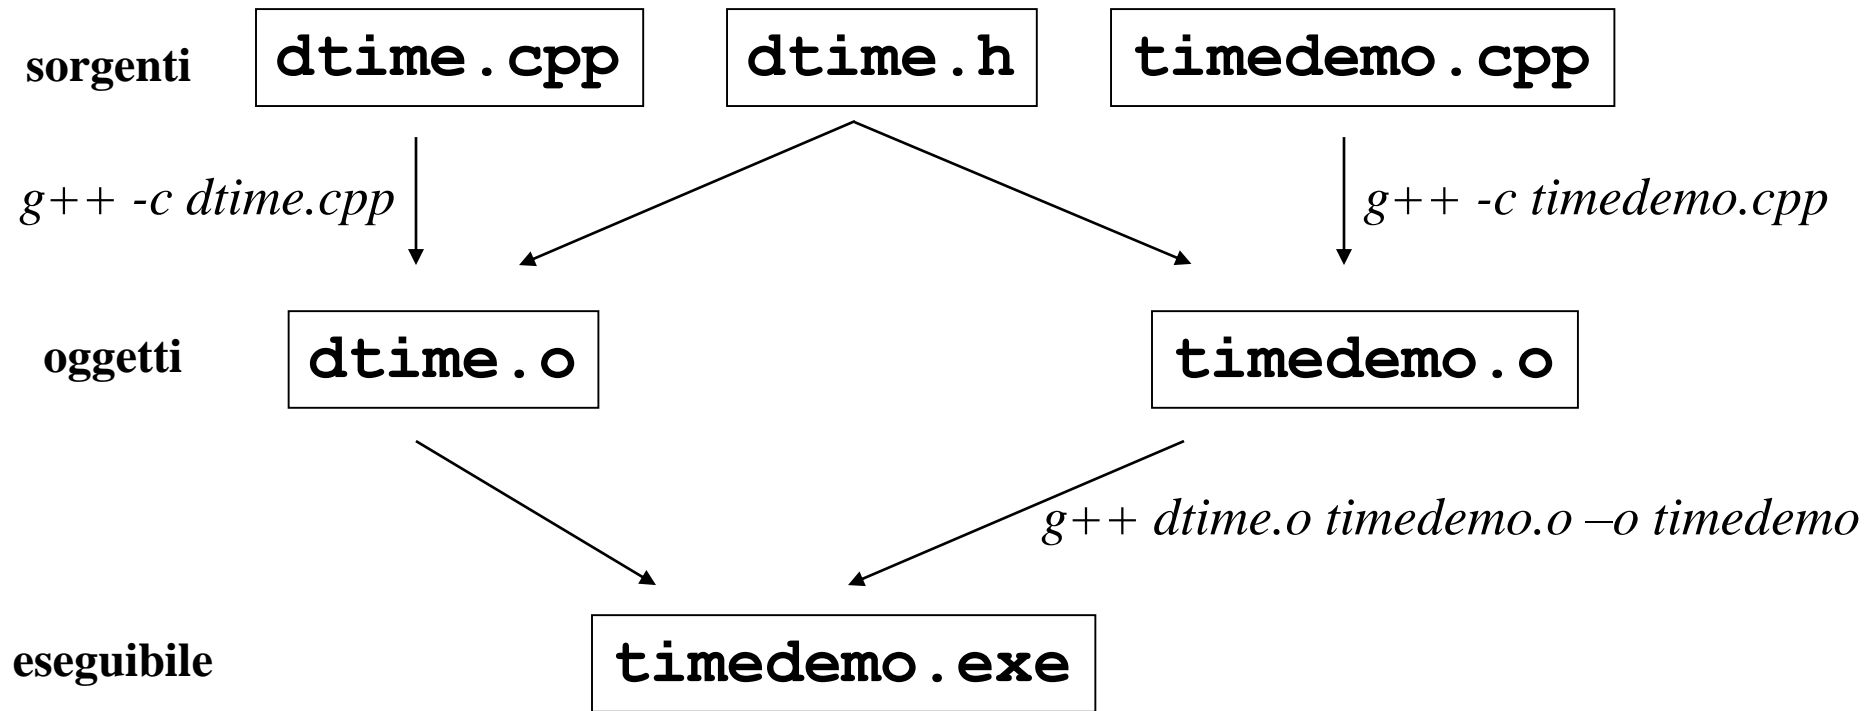 sorgenti dtime.cpp dtime.h timedemo.cpp
g++ -c dtime.cpp g++ -c timedemo.cpp
oggetti dtime.o timedemo.o
g++ dtime.o timedemo.o –o timedemo
eseguibile timedemo.exe